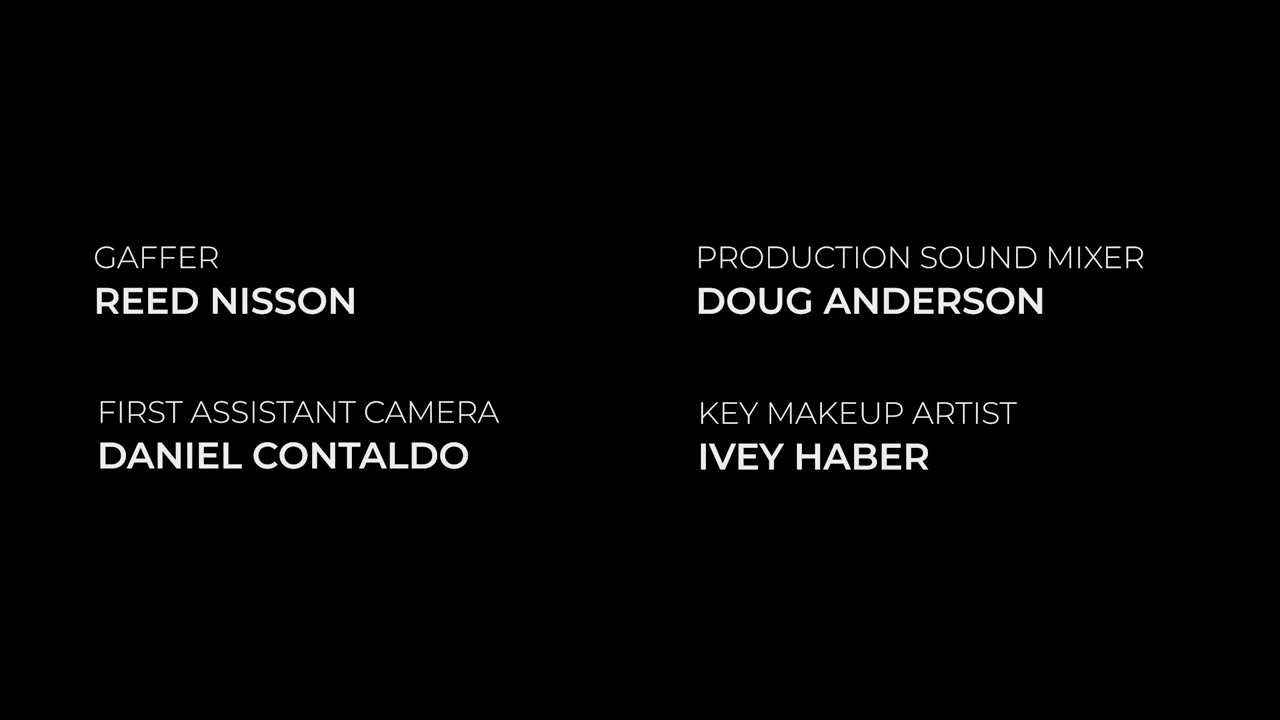 GAFFER
REED NISSON
PRODUCTION SOUND MIXER
DOUG ANDERSON
FIRST ASSISTANT CAMERA
DANIEL CONTALDO
KEY MAKEUP ARTIST
IVEY HABER